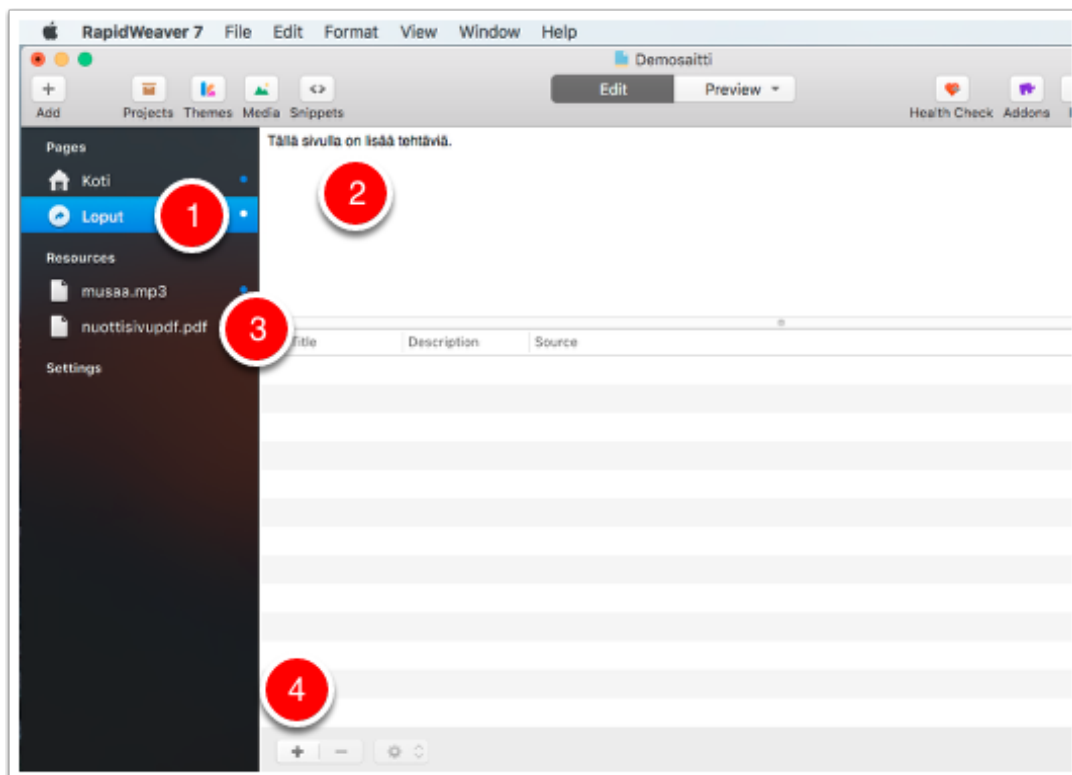 RapidWeaver 7 File Edit Format View Window Help
Demosaitti
Edit Preview
Add Projects Themes Media Snippets Health Check Addons
Pages
Tällä sivulla on lisää tehtäviä.
Koti
2
Loput 1
Resources
musaa.mp3
nuottisivupdf.pdf 3
Title Description Source
Settings
4